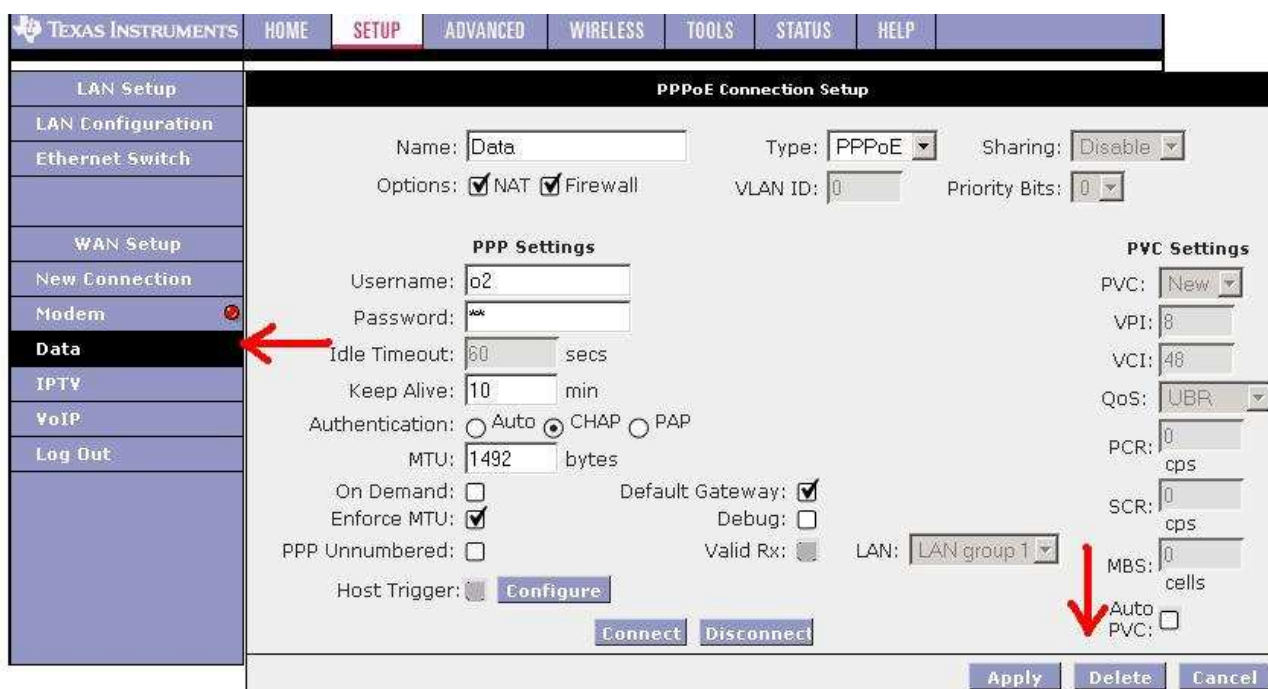 TEXAS INSTRUMENTS HOME SETUP ADVANCED WIRELESS TOOLS STATUS HELP
LAN Setup
LAN Configuration
Ethernet Switch
WAN Setup
New Connection
Modem
Data
IPTV
VoIP
Log Out
PPPoE Connection Setup
Name: Data Type: PPPoE Sharing: Disable
Options: NAT Firewall VLAN ID: 0 Priority Bits: 0
PPP Settings
Username: o2
Password: **
Idle Timeout: 60 secs
Keep Alive: 10 min
Authentication: Auto CHAP PAP
MTU: 1492 bytes
On Demand: Default Gateway:
Enforce MTU: Debug:
PPP Unnumbered: Valid Rx: LAN: LAN group 1
Host Trigger: Configure
Connect Disconnect
PVC Settings
PVC: New
VPI: 8
VCI: 48
QoS: UBR
PCR: 0
cps
SCR: 0
cps
MBS: 0
cells
Auto
PVC:
Apply Delete Cancel